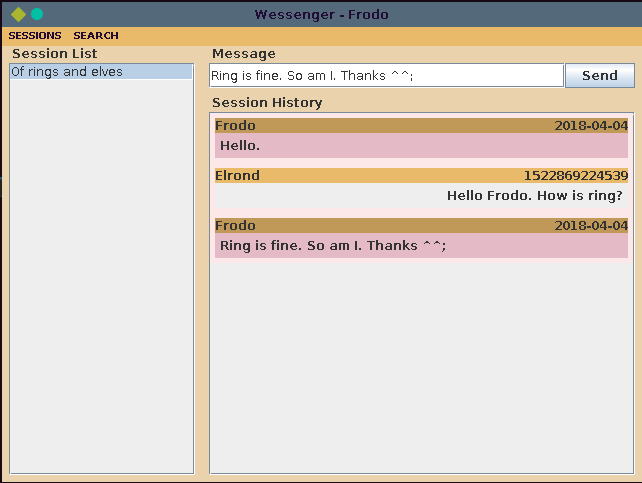 Wessenger - Frodo
SESSIONS SEARCH
Session List
Of rings and elves
Message
Ring is fine. So am I. Thanks ^^;
Send
Session History
Frodo 2018-04-04
Hello.
Elrond 1522869224539
Hello Frodo. How is ring?
Frodo 2018-04-04
Ring is fine. So am I. Thanks ^^;